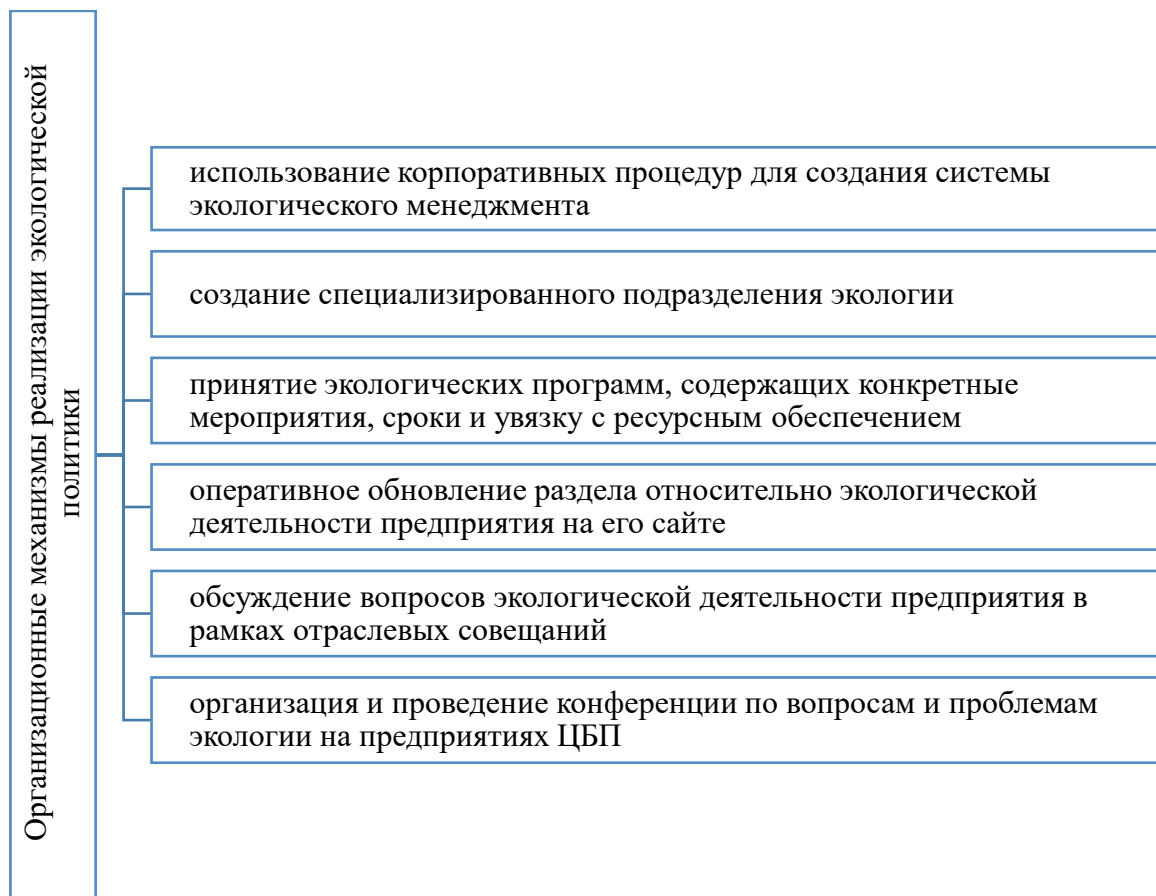 Организационные механизмы реализации экологической
политики
использование корпоративных процедур для создания системы
экологического менеджмента
создание специализированного подразделения экологии
принятие экологических программ, содержащих конкретные
мероприятия, сроки и увязку с ресурсным обеспечением
оперативное обновление раздела относительно экологической
деятельности предприятия на его сайте
обсуждение вопросов экологической деятельности предприятия в
рамках отраслевых совещаний
организация и проведение конференции по вопросам и проблемам
экологии на предприятиях ЦБП